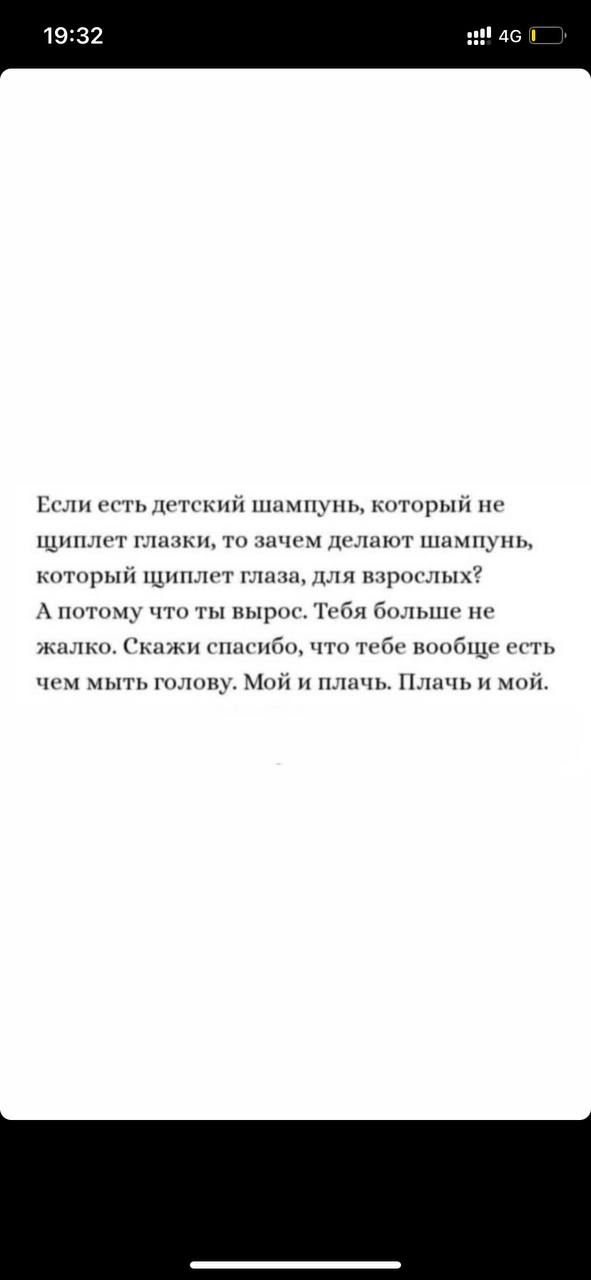 19:32
4G
Если есть детский шампунь, который не
щиплет глазки, то зачем делают шампунь,
который щиплет глаза, для взрослых?
А потому что ты вырос. Тебя больше не
жалко. Скажи спасибо, что тебе вообще есть
чем мыть голову. Мой и плачь. Плачь и мой.